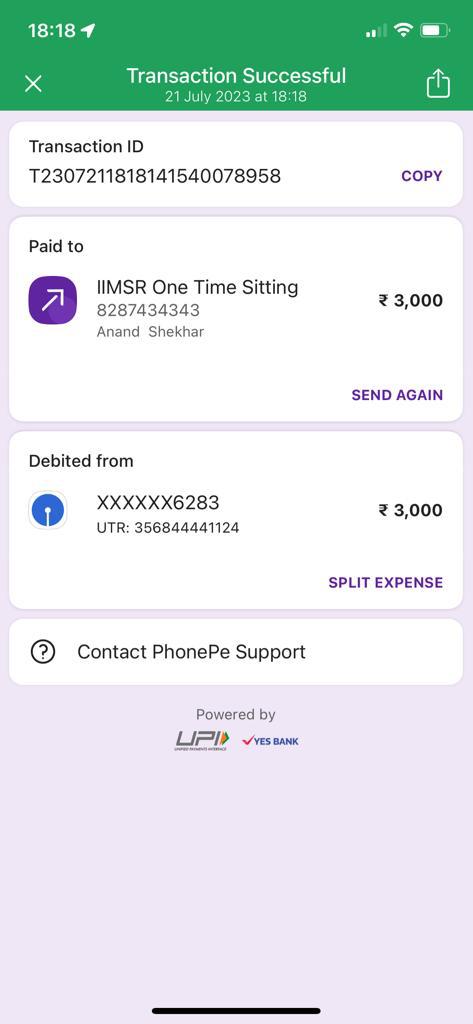 18:18
Transaction Successful
21 July 2023 at 18:18
Transaction ID
T2307211818141540078958
COPY
Paid to
IIMSR One Time Sitting
₹ 3,000
8287434343
Anand Shekhar
SEND AGAIN
Debited from
XXXXXX6283
₹ 3,000
UTR: 356844441124
SPLIT EXPENSE
? Contact PhonePe Support
Powered by
UPI
UNIFIED PAYMENTS INTERFACE
YES BANK